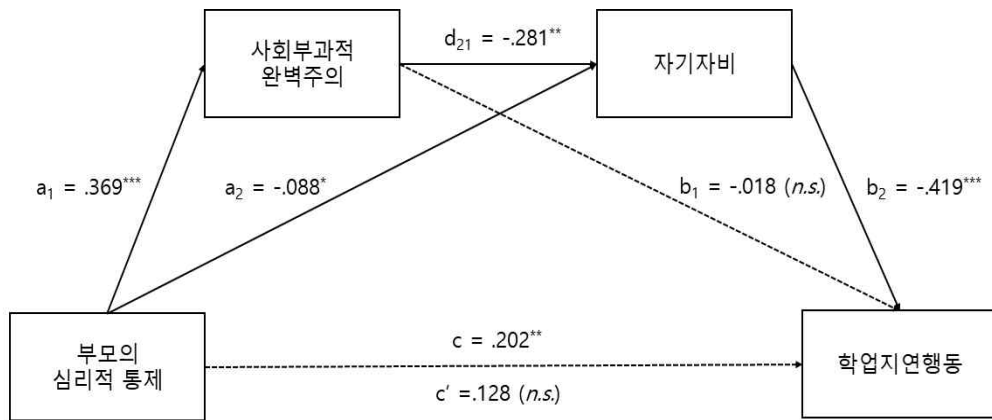 사회부과적
완벽주의
d₂₁ = -.281**
자기자비
a₁ = .369***
a₂ = -.088*
b₁ = -.018 (n.s.)
b₂ = -.419***
부모의
심리적 통제
c = .202**
c' =.128 (n.s.)
학업지연행동